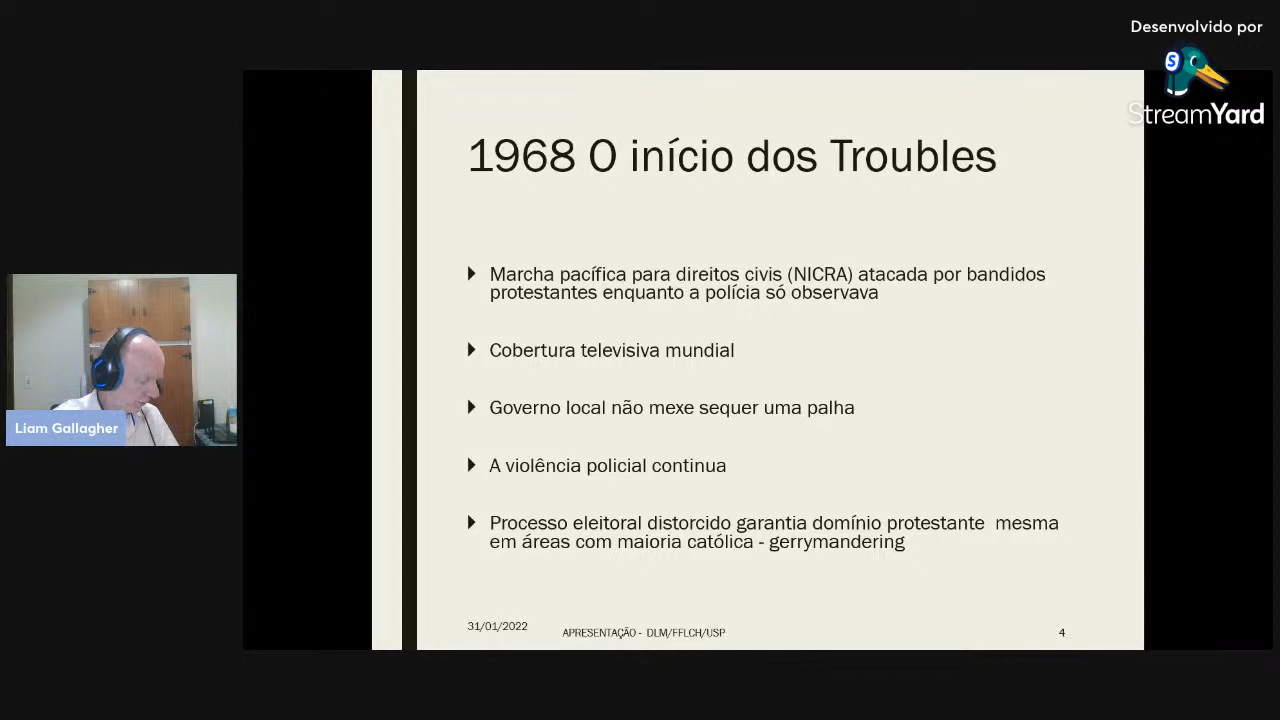 Desenvolvido por
StreamYard
1968 O início dos Troubles
Marcha pacífica para direitos civis (NICRA) atacada por bandidos
protestantes enquanto a polícia só observava
Cobertura televisiva mundial
Governo local não mexe sequer uma palha
A violência policial continua
Processo eleitoral distorcido garantia domínio protestante mesma
em áreas com maioria católica - gerrymandering
31/01/2022
APRESENTAÇÃO - DLM/FFLCH/USP
4
Liam Gallagher